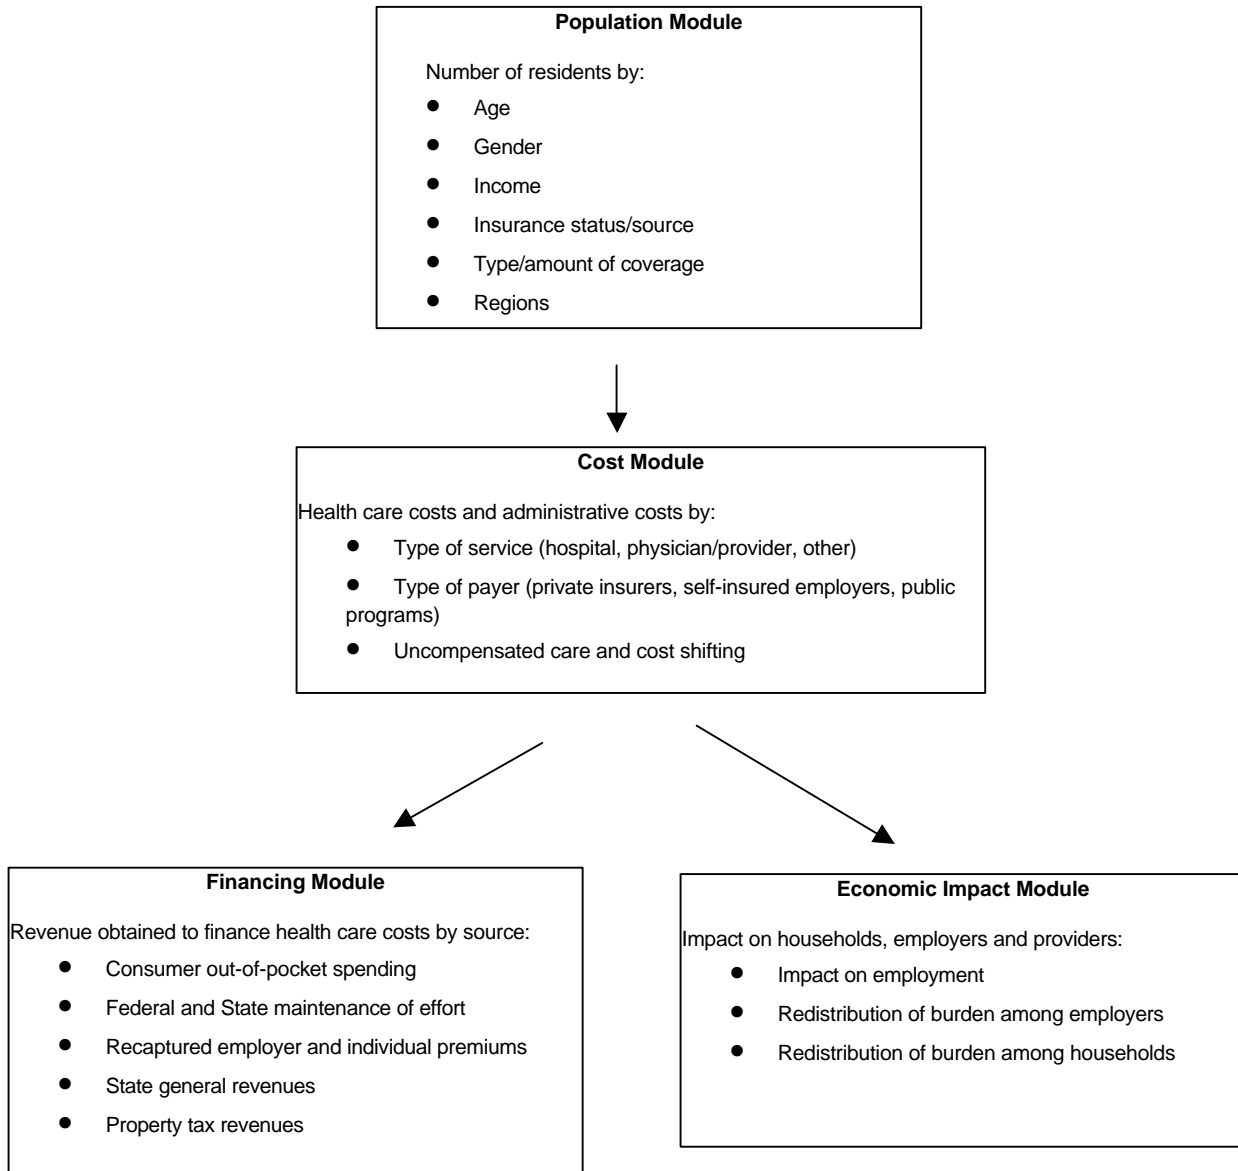 Population Module
Number of residents by:
● Age
● Gender
● Income
● Insurance status/source
● Type/amount of coverage
● Regions
Cost Module
Health care costs and administrative costs by:
● Type of service (hospital, physician/provider, other)
● Type of payer (private insurers, self-insured employers, public
programs)
● Uncompensated care and cost shifting
Financing Module
Revenue obtained to finance health care costs by source:
● Consumer out-of-pocket spending
● Federal and State maintenance of effort
● Recaptured employer and individual premiums
● State general revenues
● Property tax revenues
Economic Impact Module
Impact on households, employers and providers:
● Impact on employment
● Redistribution of burden among employers
● Redistribution of burden among households